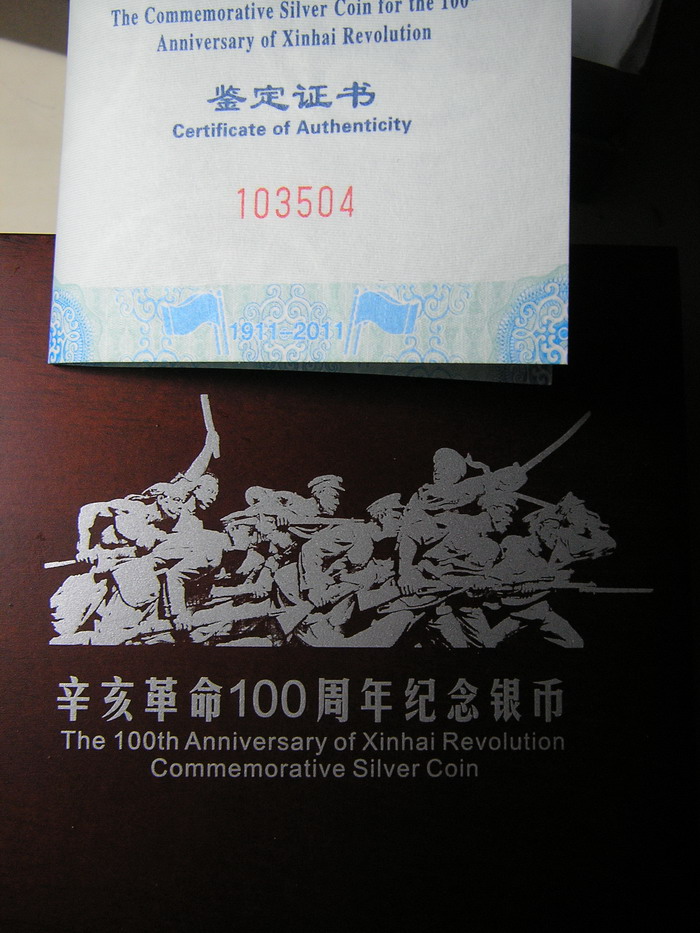 The Commemorative Silver Coin for the 100th
Anniversary of Xinhai Revolution
鉴定证书
Certificate of Authenticity
103504
1911-2011
辛亥革命100周年纪念银币
The 100th Anniversary of Xinhai Revolution
Commemorative Silver Coin